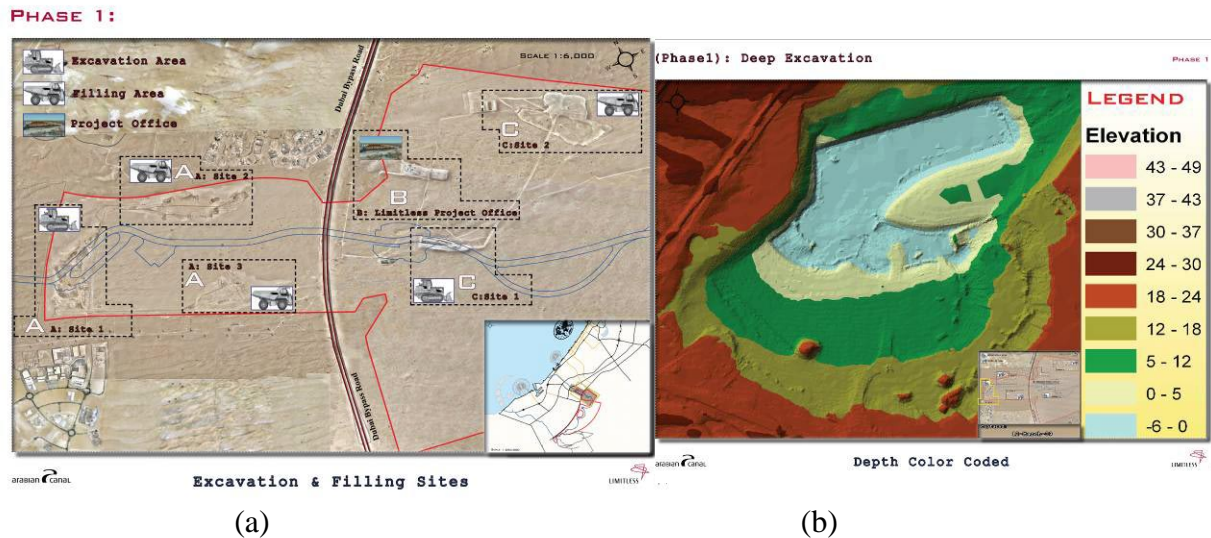 PHASE 1:
Excavation Area
Filling Area
Project Office
Dubai Bypass Road
SCALE 1:6,000
C
C:Site 2
A
A: Site 2
B
B: Limitless Project Office
A: Site 3
A
C
C:Site 1
A
A: Site 1
Dubai Bypass Road
arabian canal
Excavation & Filling Sites
LIMITLESS
(a)
(Phase1): Deep Excavation
PHASE 1
LEGEND
Elevation
43 - 49
37 - 43
30 - 37
24 - 30
18 - 24
12 - 18
5 - 12
0 - 5
-6 - 0
arabian canal
Depth Color Coded
LIMITLESS
(b)